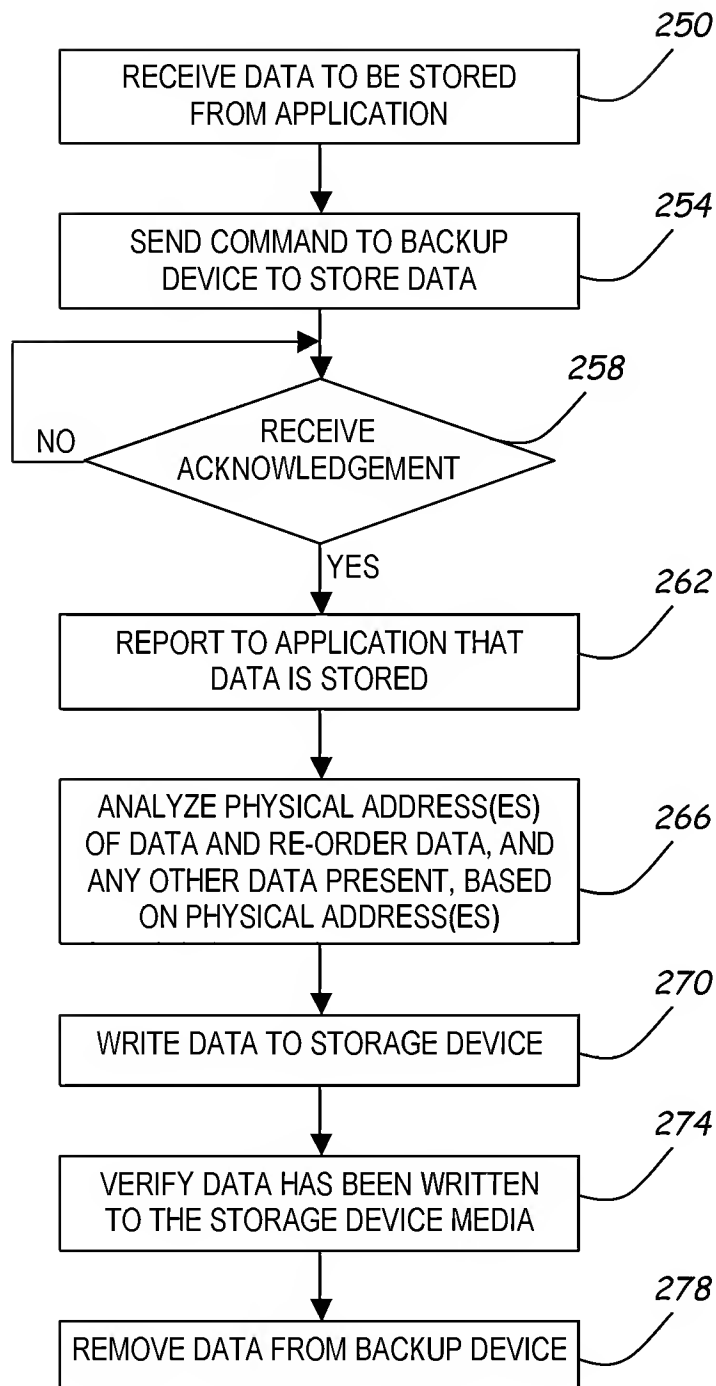 250
RECEIVE DATA TO BE STORED
FROM APPLICATION
254
SEND COMMAND TO BACKUP
DEVICE TO STORE DATA
258
RECEIVE
ACKNOWLEDGEMENT
NO
YES
262
REPORT TO APPLICATION THAT
DATA IS STORED
266
ANALYZE PHYSICAL ADDRESS(ES)
OF DATA AND RE-ORDER DATA, AND
ANY OTHER DATA PRESENT, BASED
ON PHYSICAL ADDRESS(ES)
270
WRITE DATA TO STORAGE DEVICE
274
VERIFY DATA HAS BEEN WRITTEN
TO THE STORAGE DEVICE MEDIA
278
REMOVE DATA FROM BACKUP DEVICE